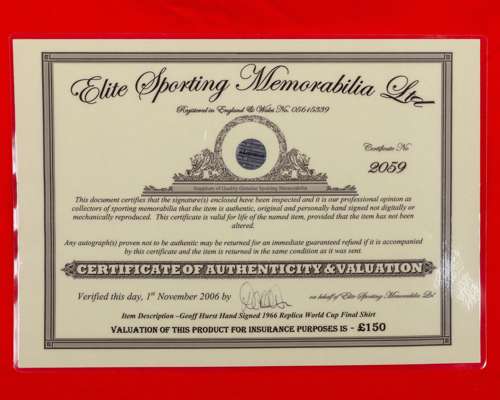 Elite Sporting Memorabilia Ltd
Registered in England & Wales No. 05615339
Certificate No
2059
Suppliers of Quality Genuine Sporting Memorabilia
This document certifies that the signature(s) enclosed have been inspected and it is our professional opinion as
collectors of sporting memorabilia that the item is authentic, original and personally hand signed not digitally or
mechanically reproduced. This certificate is valid for life of the named item, provided that the item has not been
altered.
Any autograph(s) proven not to be authentic may be returned for an immediate guaranteed refund if it is accompanied
by this certificate and the item is returned in the same condition as it was sent.
CERTIFICATE OF AUTHENTICITY & VALUATION
Verified this day, 1st November 2006 by on behalf of 'Elite Sporting Memorabilia Ltd'
Item Description –Geoff Hurst Hand Signed 1966 Replica World Cup Final Shirt
VALUATION OF THIS PRODUCT FOR INSURANCE PURPOSES IS - £150